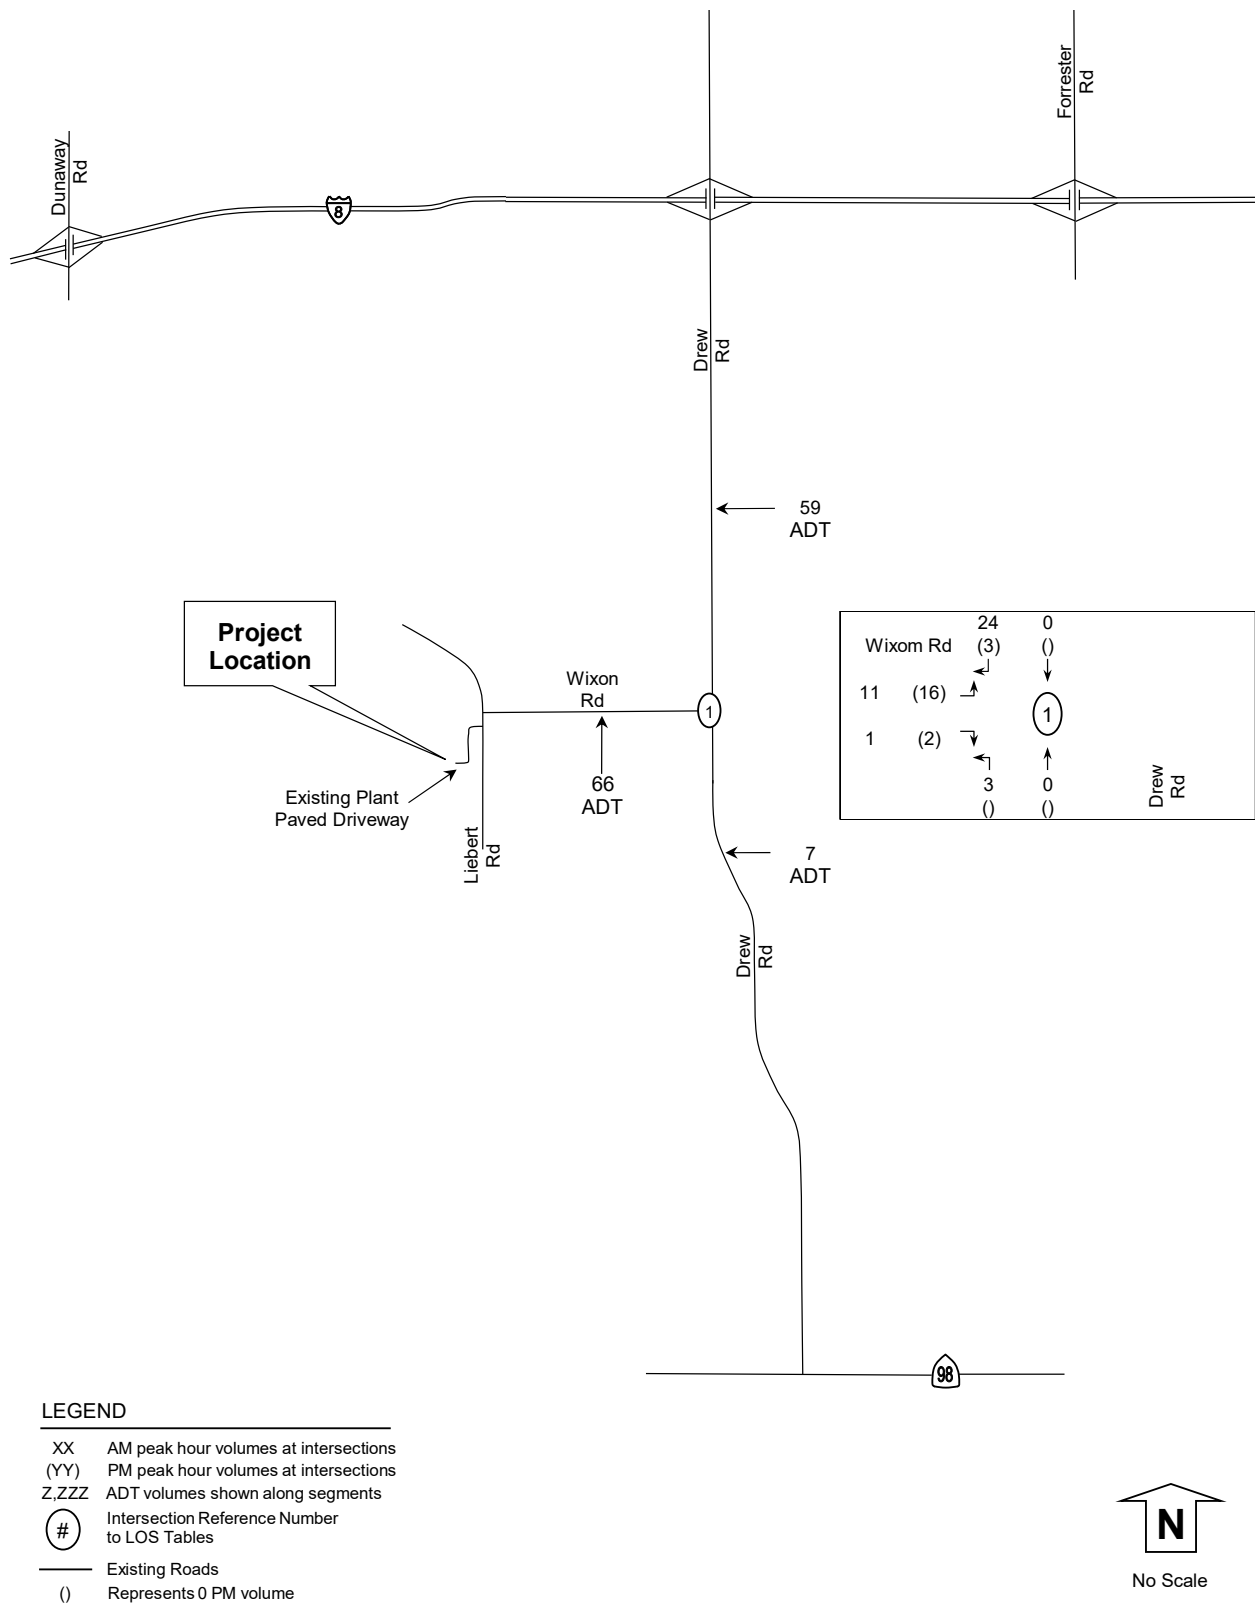 Forrester
Rd
Dunaway
Rd
8
Drew
Rd
59
ADT
Project
Location
Wixon
Rd
1
66
ADT
Existing Plant
Paved Driveway
Liebert
Rd
24 0
Wixom Rd (3) ()
11 (16)
1
1 (2)
3 0
() ()
Drew
Rd
7
ADT
Drew
Rd
98
LEGEND
XX AM peak hour volumes at intersections
(YY) PM peak hour volumes at intersections
Z,ZZZ ADT volumes shown along segments
# Intersection Reference Number
to LOS Tables
Existing Roads
() Represents 0 PM volume
N
No Scale